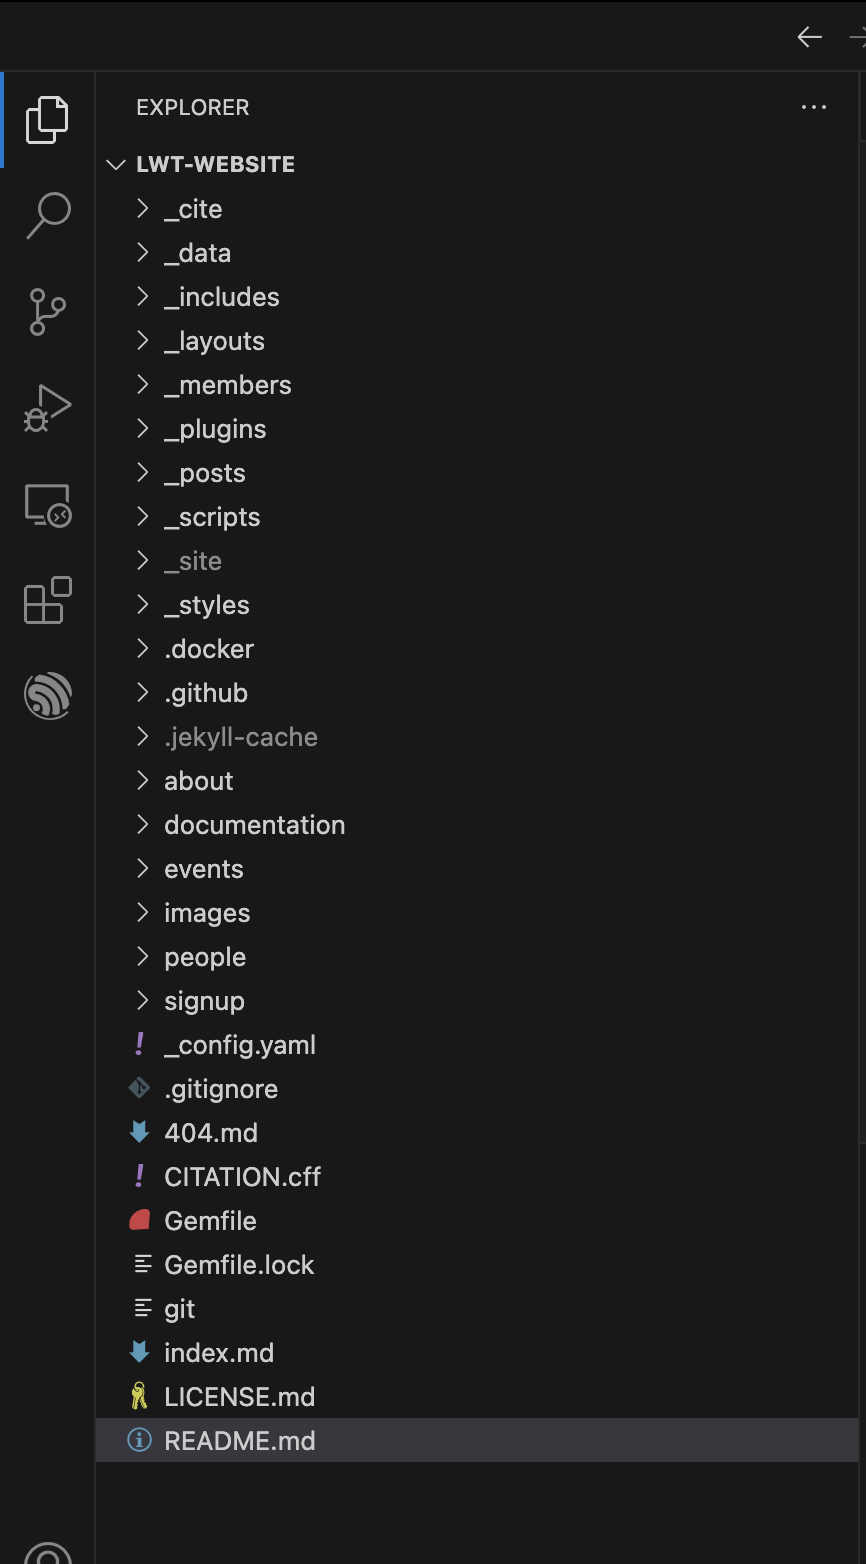 EXPLORER
LWT-WEBSITE
_cite
_data
_includes
_layouts
_members
_plugins
_posts
_scripts
_site
_styles
.docker
.github
.jekyll-cache
about
documentation
events
images
people
signup
_config.yaml
.gitignore
404.md
CITATION.cff
Gemfile
Gemfile.lock
git
index.md
LICENSE.md
README.md